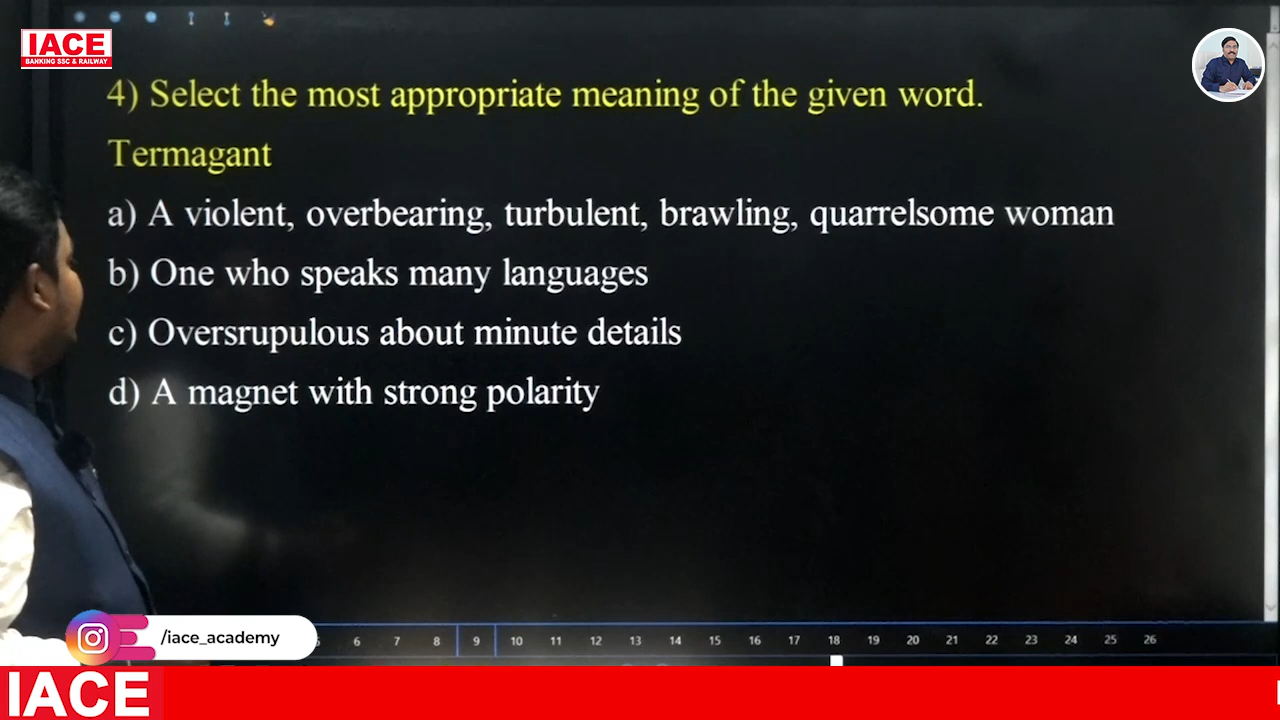 IACE
BANKING SSC & RAILWAY
4) Select the most appropriate meaning of the given word.
Termagant
a) A violent, overbearing, turbulent, brawling, quarrelsome woman
b) One who speaks many languages
c) Oversrupulous about minute details
d) A magnet with strong polarity
/iace_academy
6 7 8 9 10 11 12 13 14 15 16 17 18 19 20 21 22 23 24 25 26
IACE